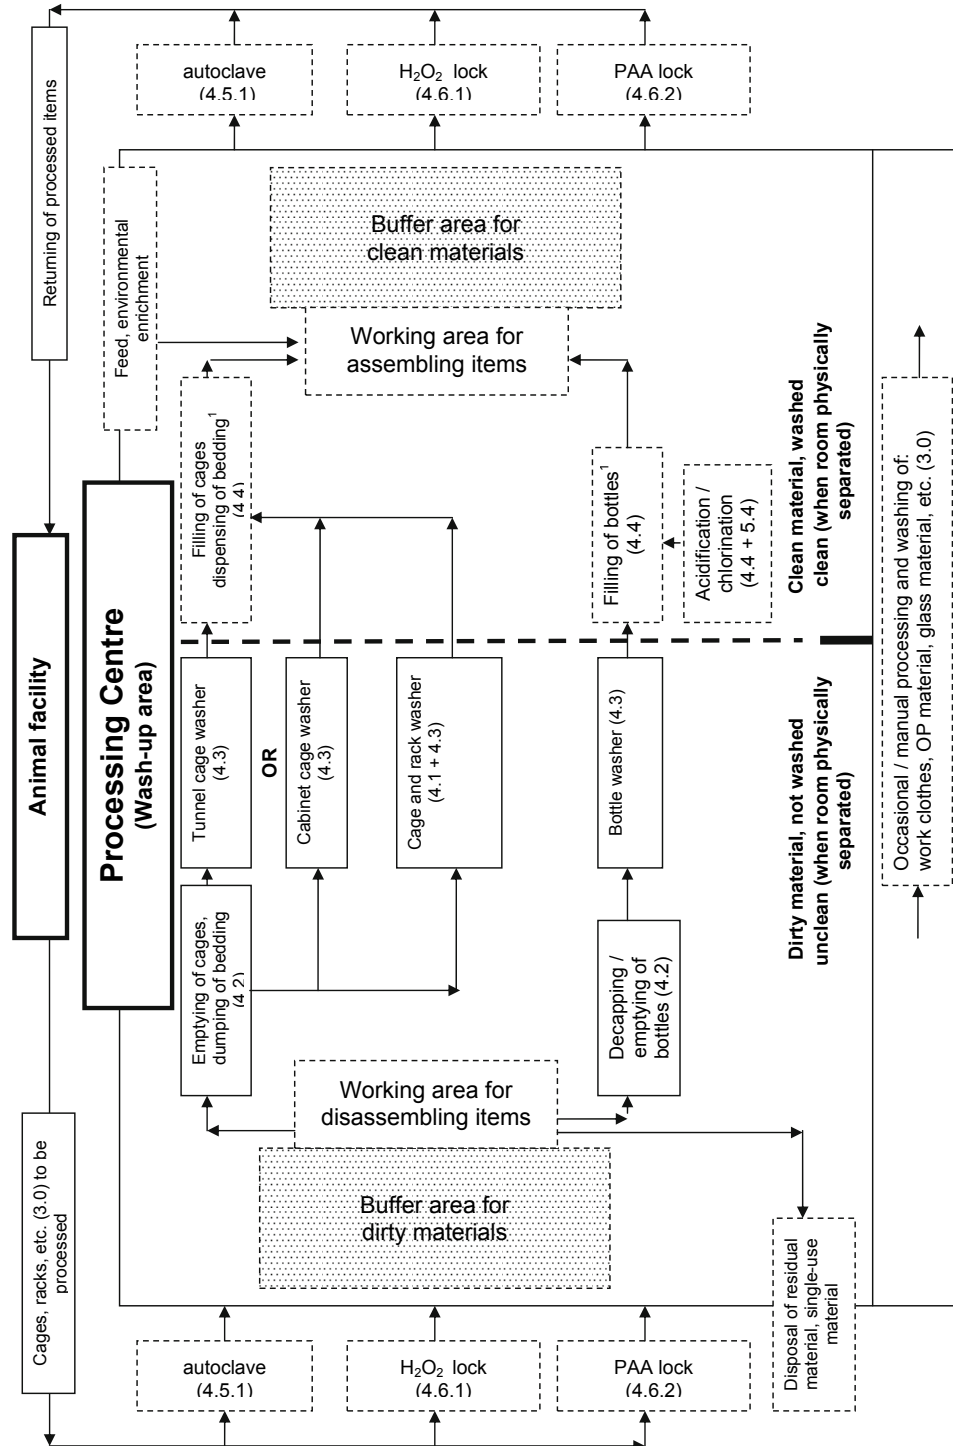 Animal facility
Processing Centre
(Wash-up area)
Cages, racks, etc. (3.0) to be
processed
Returning of processed items
autoclave
(4.5.1)
H₂O₂ lock
(4.6.1)
PAA lock
(4.6.2)
Buffer area for
dirty materials
Working area for
disassembling items
Disposal of residual
material, single-use
material
Emptying of cages,
dumping of bedding
(4.2)
Decapping /
emptying of
bottles (4.2)
Tunnel cage washer
(4.3)
OR
Cabinet cage washer
(4.3)
Cage and rack washer
(4.1 + 4.3)
Bottle washer (4.3)
Dirty material, not washed
unclean (when room physically
separated)
Feed, environmental
enrichment
Filling of cages
dispensing of bedding¹
(4.4)
Filling of bottles¹
(4.4)
Acidification /
chlorination
(4.4 + 5.4)
Working area for
assembling items
Buffer area for
clean materials
Clean material, washed
clean (when room physically
separated)
autoclave
(4.5.1)
H₂O₂ lock
(4.6.1)
PAA lock
(4.6.2)
Occasional / manual processing and washing of:
work clothes, OP material, glass material, etc. (3.0)